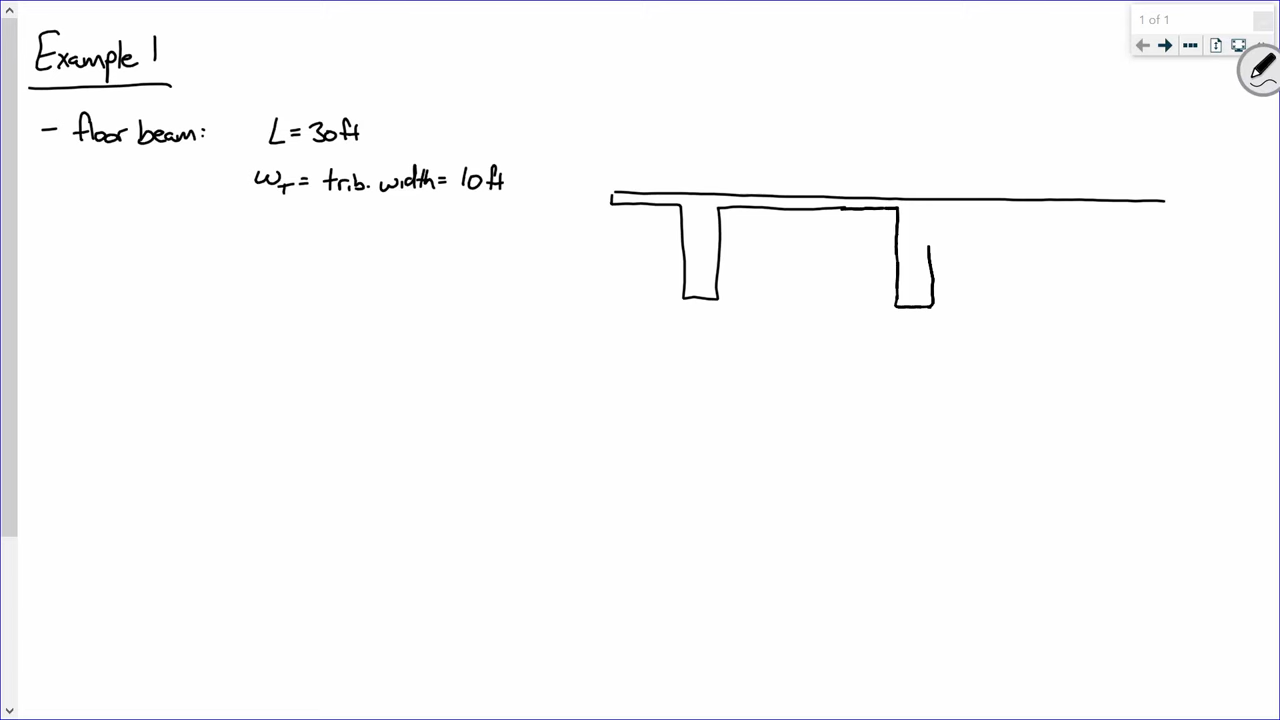 1 of 1
Example 1
- floor beam: L = 30ft
w_T = trib. width = 10ft